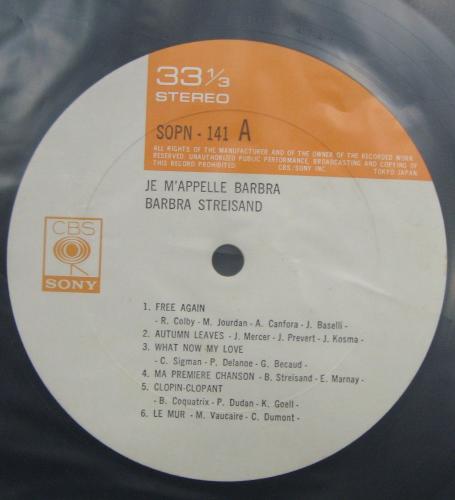 33 1/3
STEREO
SOPN - 141 A
ALL RIGHTS OF THE MANUFACTURER AND OF THE OWNER OF THE RECORDED WORK
RESERVED. UNAUTHORIZED PUBLIC PERFORMANCE, BROADCASTING AND COPYING OF
THIS RECORD PROHIBITED. CBS/SONY INC. TOKYO JAPAN
JE M'APPELLE BARBRA
BARBRA STREISAND
CBS
SONY
1. FREE AGAIN
- R. Colby - M. Jourdan - A. Canfora - J. Baselli -
2. AUTUMN LEAVES - J. Mercer - J. Prevert - J. Kosma -
3. WHAT NOW MY LOVE
- C. Sigman - P. Delanoe - G. Becaud -
4. MA PREMIERE CHANSON - B. Streisand - E. Marnay -
5. CLOPIN-CLOPANT
- B. Coquatrix - P. Dudan - K. Goell -
6. LE MUR - M. Vaucaire - C. Dumont -